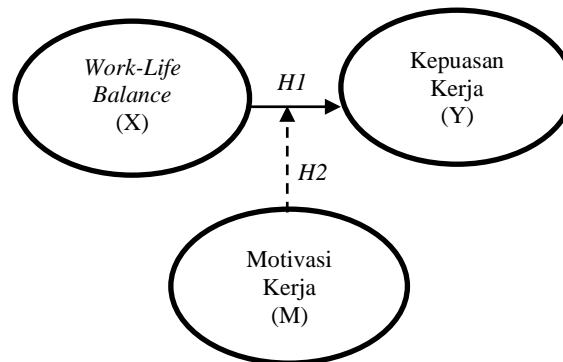 Work-Life
Balance
(X)
H1
Kepuasan
Kerja
(Y)
H2
Motivasi
Kerja
(M)